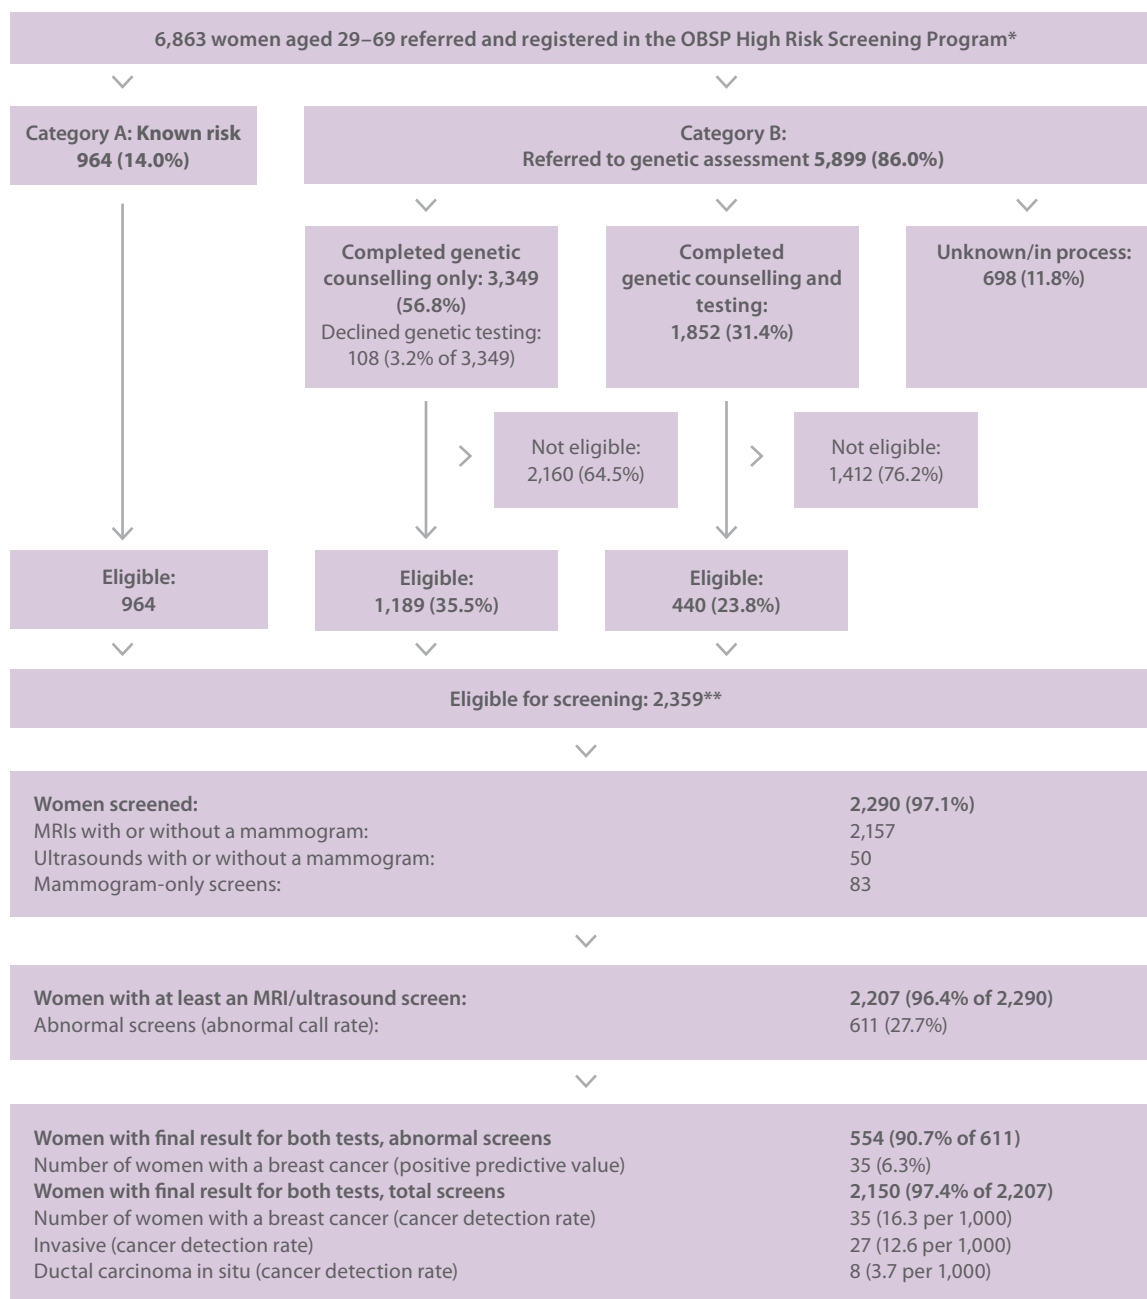 6,863 women aged 29–69 referred and registered in the OBSP High Risk Screening Program*
Category A: Known risk
964 (14.0%)
Category B:
Referred to genetic assessment 5,899 (86.0%)
Completed genetic
counselling only: 3,349
(56.8%)
Declined genetic testing:
108 (3.2% of 3,349)
Completed
genetic counselling and
testing:
1,852 (31.4%)
Unknown/in process:
698 (11.8%)
Not eligible:
2,160 (64.5%)
Not eligible:
1,412 (76.2%)
Eligible:
964
Eligible:
1,189 (35.5%)
Eligible:
440 (23.8%)
Eligible for screening: 2,359**
Women screened: 2,290 (97.1%)
MRIs with or without a mammogram: 2,157
Ultrasounds with or without a mammogram: 50
Mammogram-only screens: 83
Women with at least an MRI/ultrasound screen: 2,207 (96.4% of 2,290)
Abnormal screens (abnormal call rate): 611 (27.7%)
Women with final result for both tests, abnormal screens 554 (90.7% of 611)
Number of women with a breast cancer (positive predictive value) 35 (6.3%)
Women with final result for both tests, total screens 2,150 (97.4% of 2,207)
Number of women with a breast cancer (cancer detection rate) 35 (16.3 per 1,000)
Invasive (cancer detection rate) 27 (12.6 per 1,000)
Ductal carcinoma in situ (cancer detection rate) 8 (3.7 per 1,000)